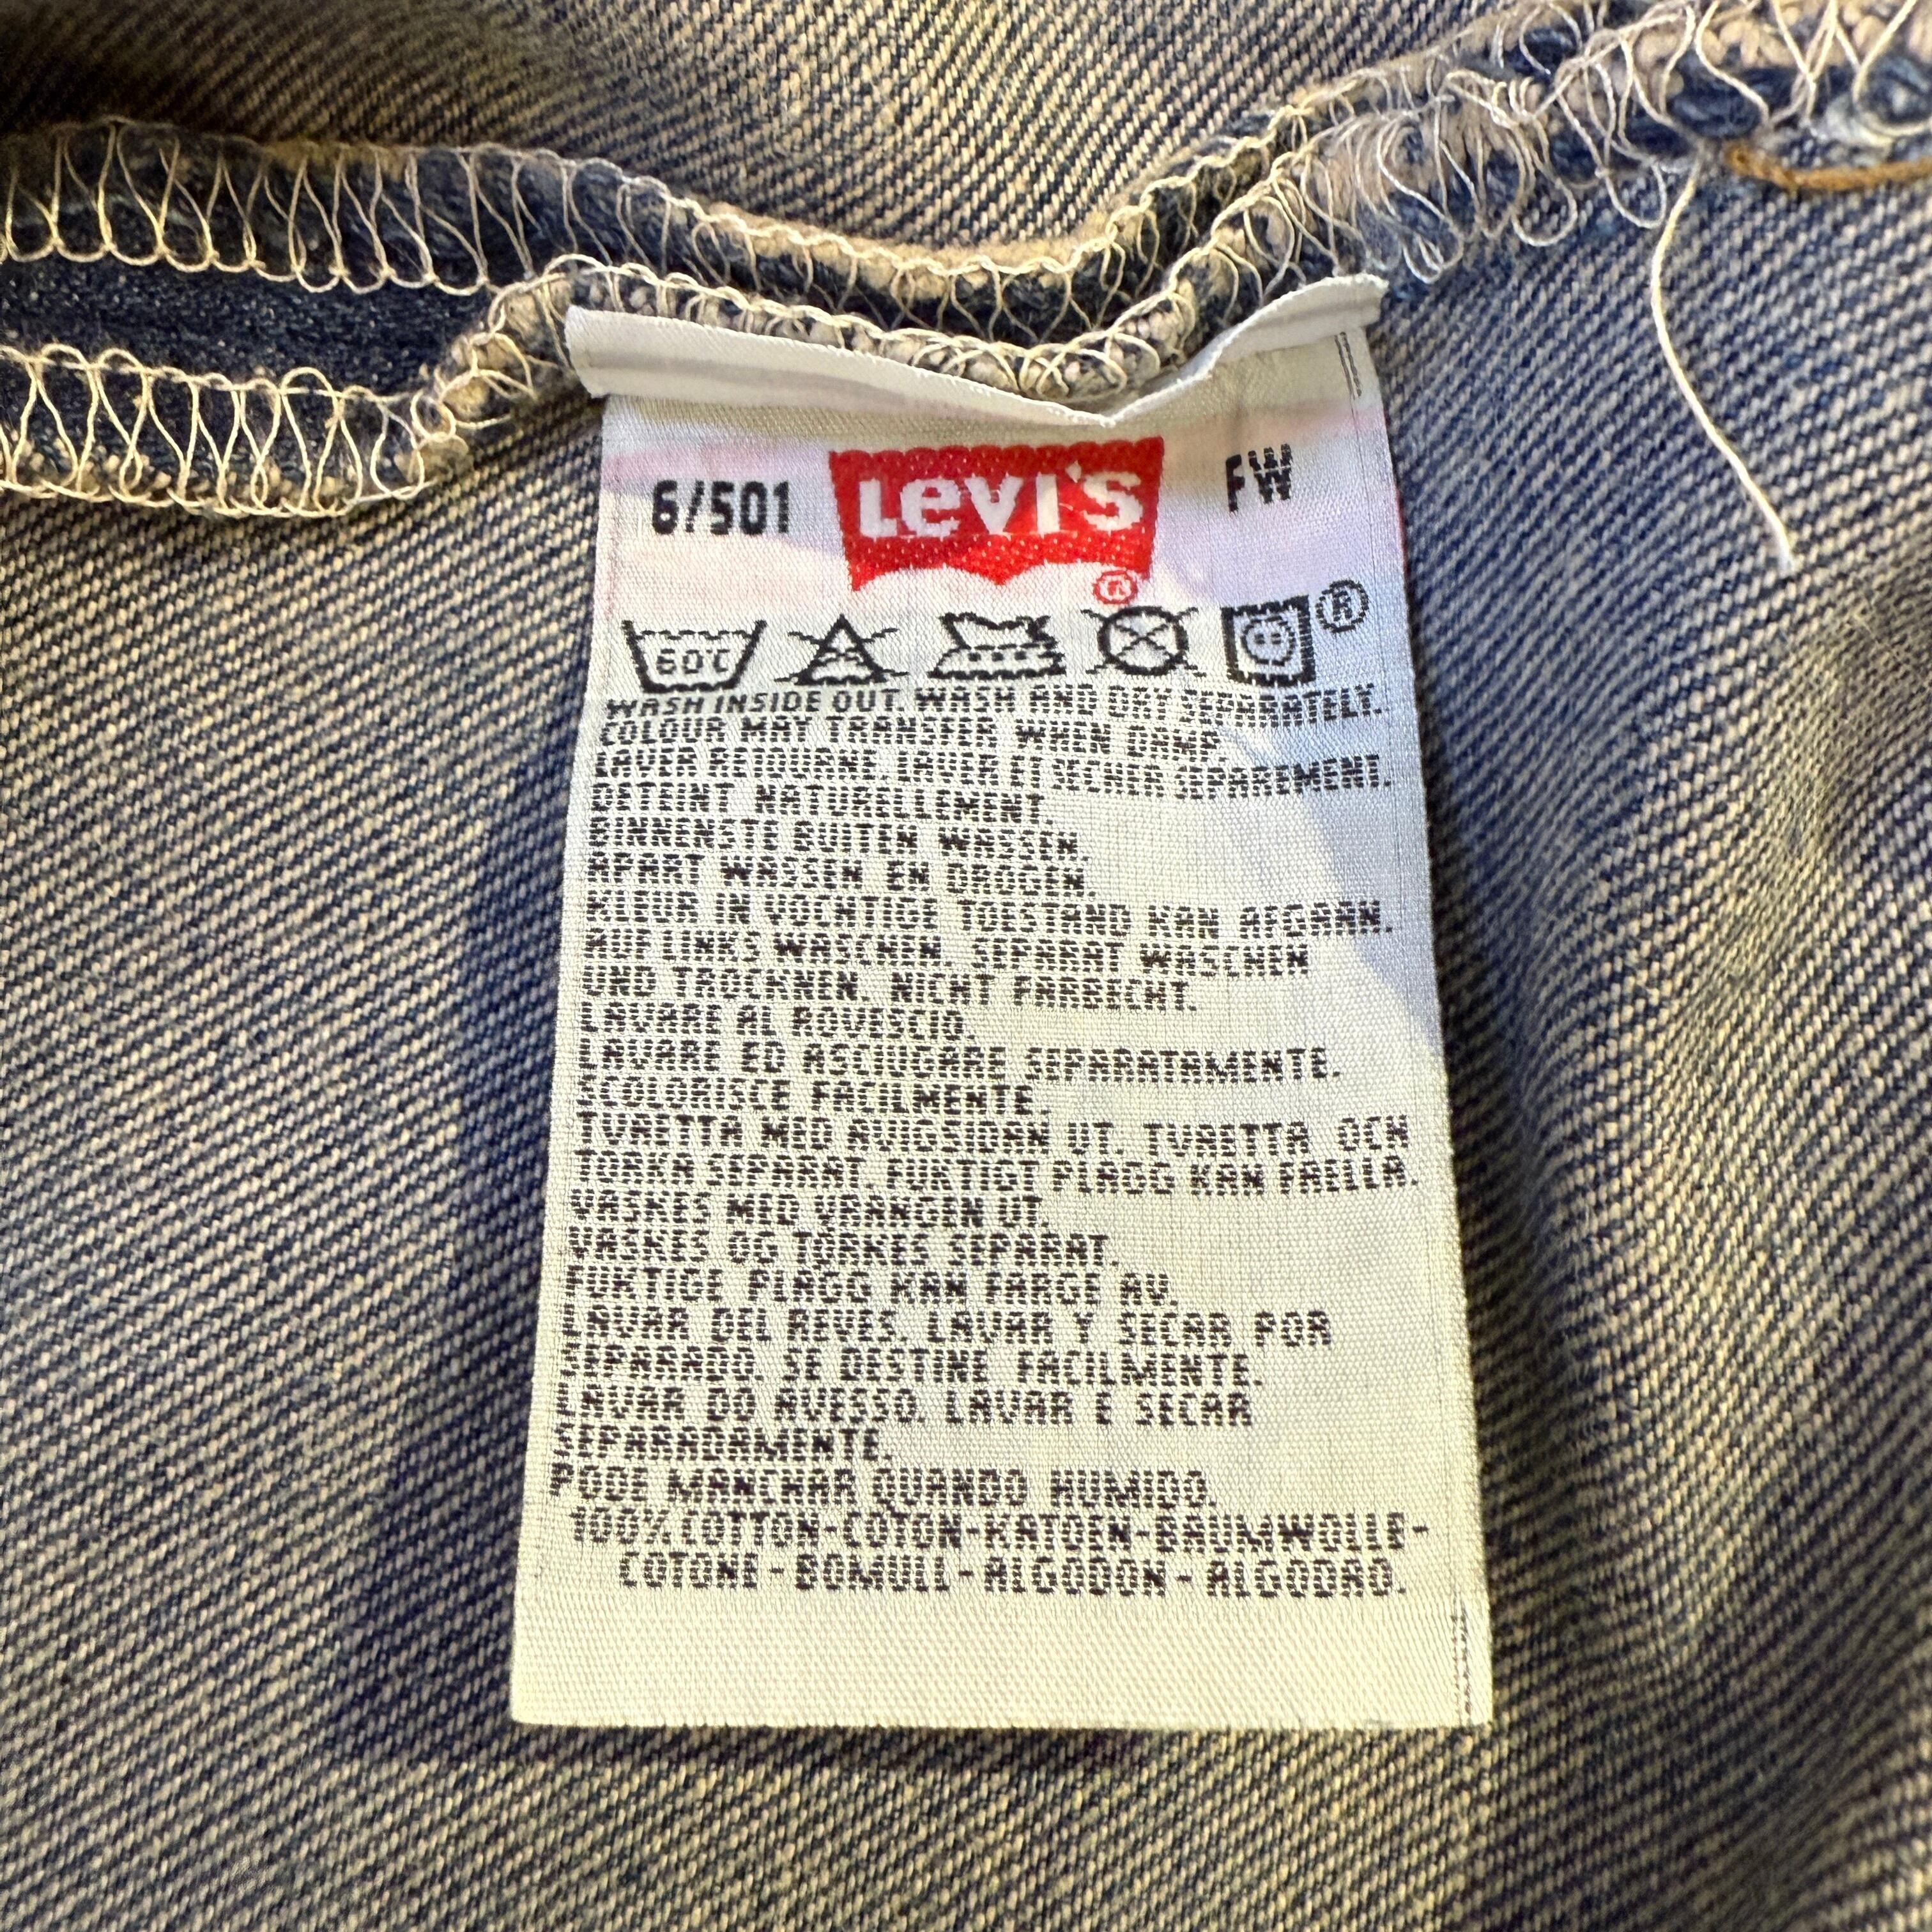 6/501 Levi's ® FW
60°C ®
WASH INSIDE OUT. WASH AND DRY SEPARATELY.
COLOUR MAY TRANSFER WHEN DAMP.
LAVER RETOURNE. LAVER ET SECHER SEPAREMENT.
DETEINT NATURELLEMENT.
BINNENSTE BUITEN WASSEN.
APART WASSEN EN DROGEN.
KLEUR IN VOCHTIGE TOESTAND KAN AFGAAN.
AUF LINKS WASCHEN. SEPARAT WASCHEN
UND TROCKNEN. NICHT FARBECHT.
LAVARE AL ROVESCIO.
LAVARE ED ASCIUGARE SEPARATAMENTE.
SCOLORISCE FACILMENTE.
TVAETTA MED AVIGSIDAN UT. TVAETTA OCH
TORKA SEPARAT. FUKTIGT PLAGG KAN FAELLA.
VASKES MED VRANGEN UT.
VASKES OG TORKES SEPARAT.
FUKTIGE PLAGG KAN FARGE AV.
LAVAR DEL REVES. LAVAR Y SECAR POR
SEPARADO. SE DESTINE FACILMENTE.
LAVAR DO AVESSO. LAVAR E SECAR
SEPARADAMENTE.
PODE MANCHAR QUANDO HUMIDO.
100% COTTON-COTON-KATOEN-BAUMWOLLE-
COTONE-BOMULL-ALGODON-ALGODAO.